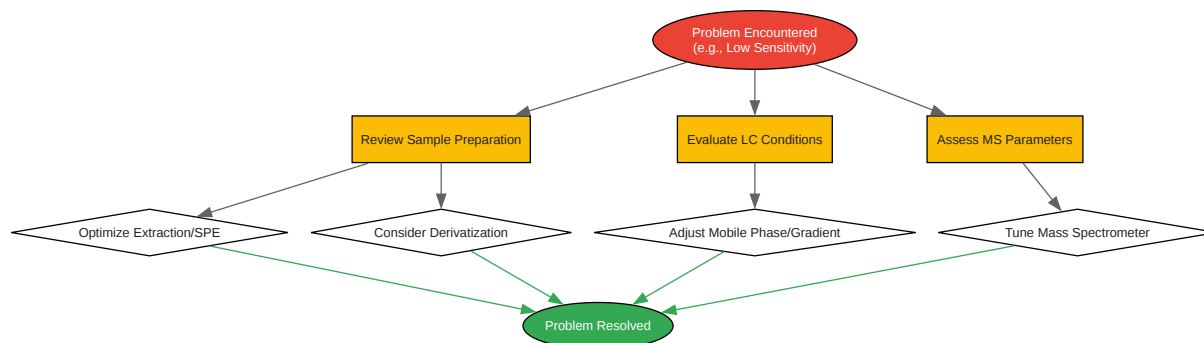 Problem Encountered
(e.g., Low Sensitivity)
Review Sample Preparation
Evaluate LC Conditions
Assess MS Parameters
Optimize Extraction/SPE
Consider Derivatization
Adjust Mobile Phase/Gradient
Tune Mass Spectrometer
Problem Resolved